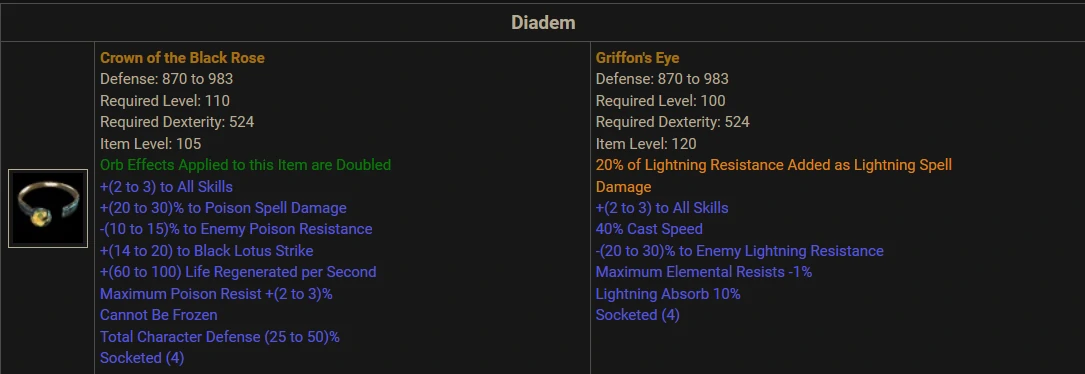 Diadem
Crown of the Black Rose
Defense: 870 to 983
Required Level: 110
Required Dexterity: 524
Item Level: 105
Orb Effects Applied to this Item are Doubled
+(2 to 3) to All Skills
+(20 to 30)% to Poison Spell Damage
-(10 to 15)% to Enemy Poison Resistance
+(14 to 20) to Black Lotus Strike
+(60 to 100) Life Regenerated per Second
Maximum Poison Resist +(2 to 3)%
Cannot Be Frozen
Total Character Defense (25 to 50)%
Socketed (4)
Griffon's Eye
Defense: 870 to 983
Required Level: 100
Required Dexterity: 524
Item Level: 120
20% of Lightning Resistance Added as Lightning Spell
Damage
+(2 to 3) to All Skills
40% Cast Speed
-(20 to 30)% to Enemy Lightning Resistance
Maximum Elemental Resists -1%
Lightning Absorb 10%
Socketed (4)